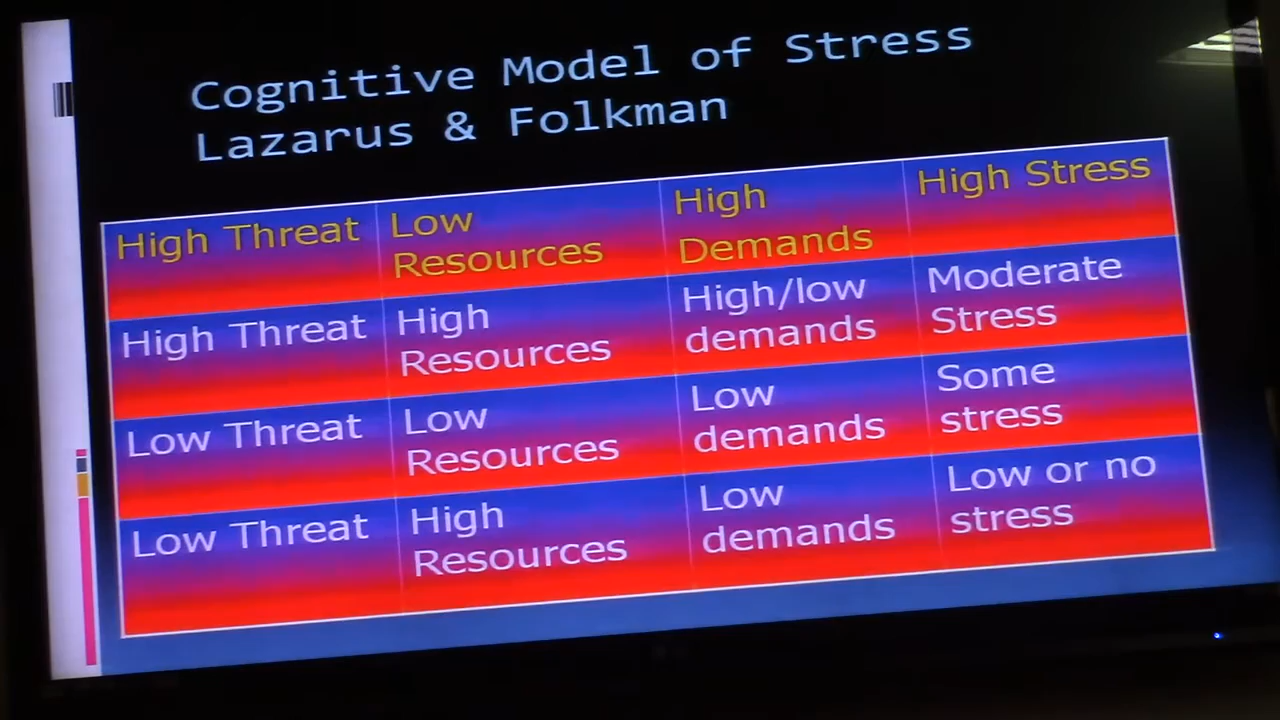 Cognitive Model of Stress
Lazarus & Folkman
High Threat
Low
Resources
High
Demands
High Stress
High Threat
High
Resources
High/low
demands
Moderate
Stress
Low Threat
Low
Resources
Low
demands
Some
stress
Low Threat
High
Resources
Low
demands
Low or no
stress